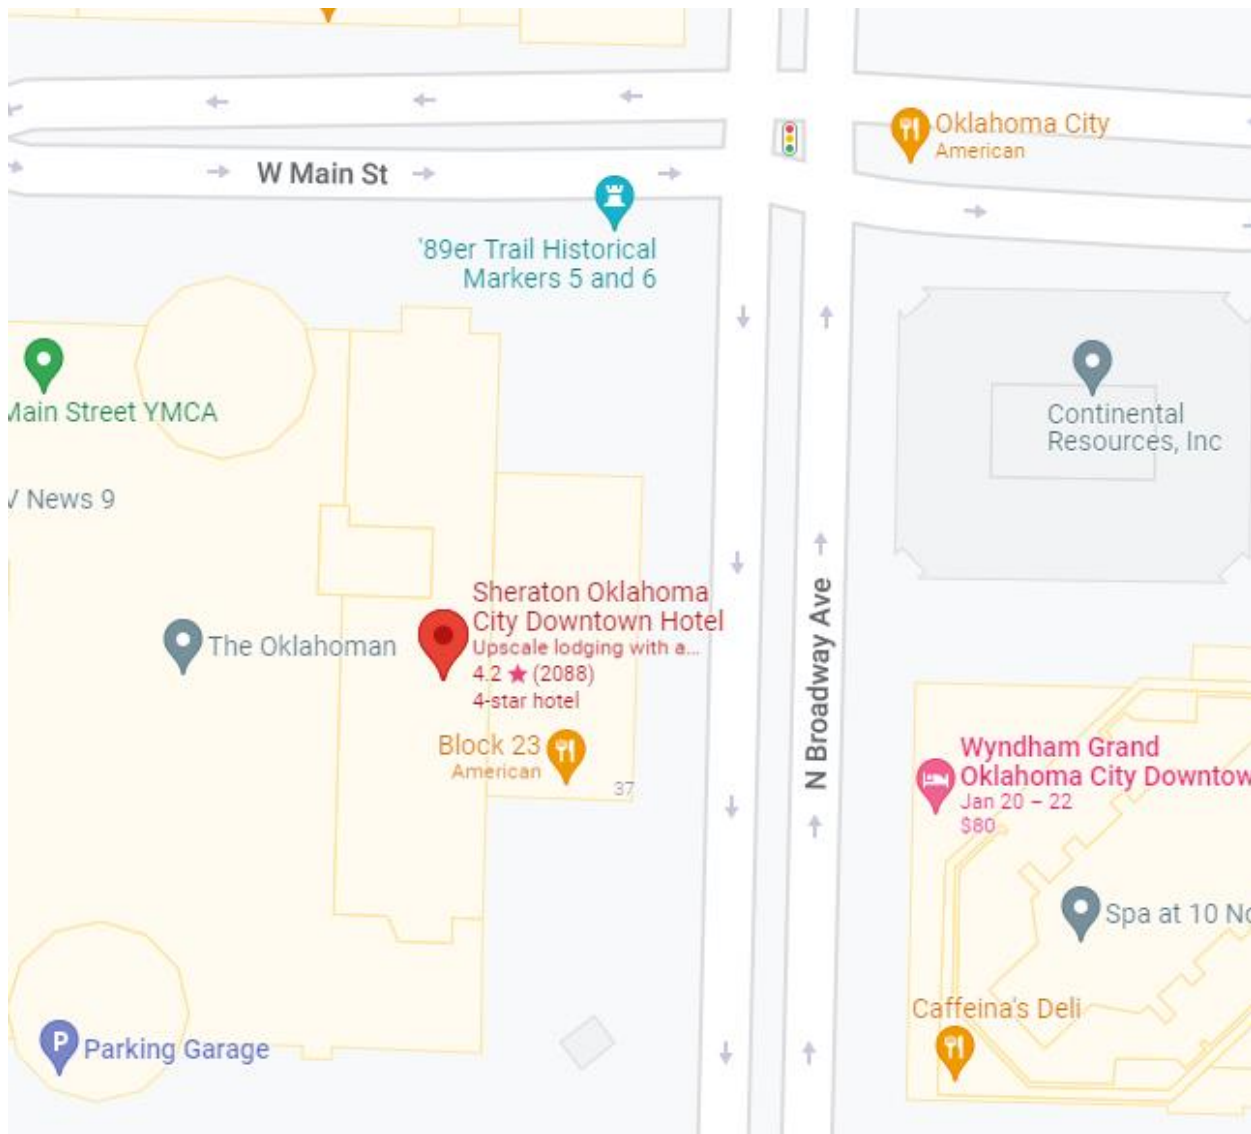 Oklahoma City
American
W Main St
'89er Trail Historical
Markers 5 and 6
Main Street YMCA
Continental
Resources, Inc
V News 9
Sheraton Oklahoma
City Downtown Hotel
Upscale lodging with a...
4.2 ★ (2088)
4-star hotel
The Oklahoman
N Broadway Ave
Block 23
American
37
Wyndham Grand
Oklahoma City Downtow
Jan 20 – 22
$80
Spa at 10 No
Caffeina's Deli
P Parking Garage